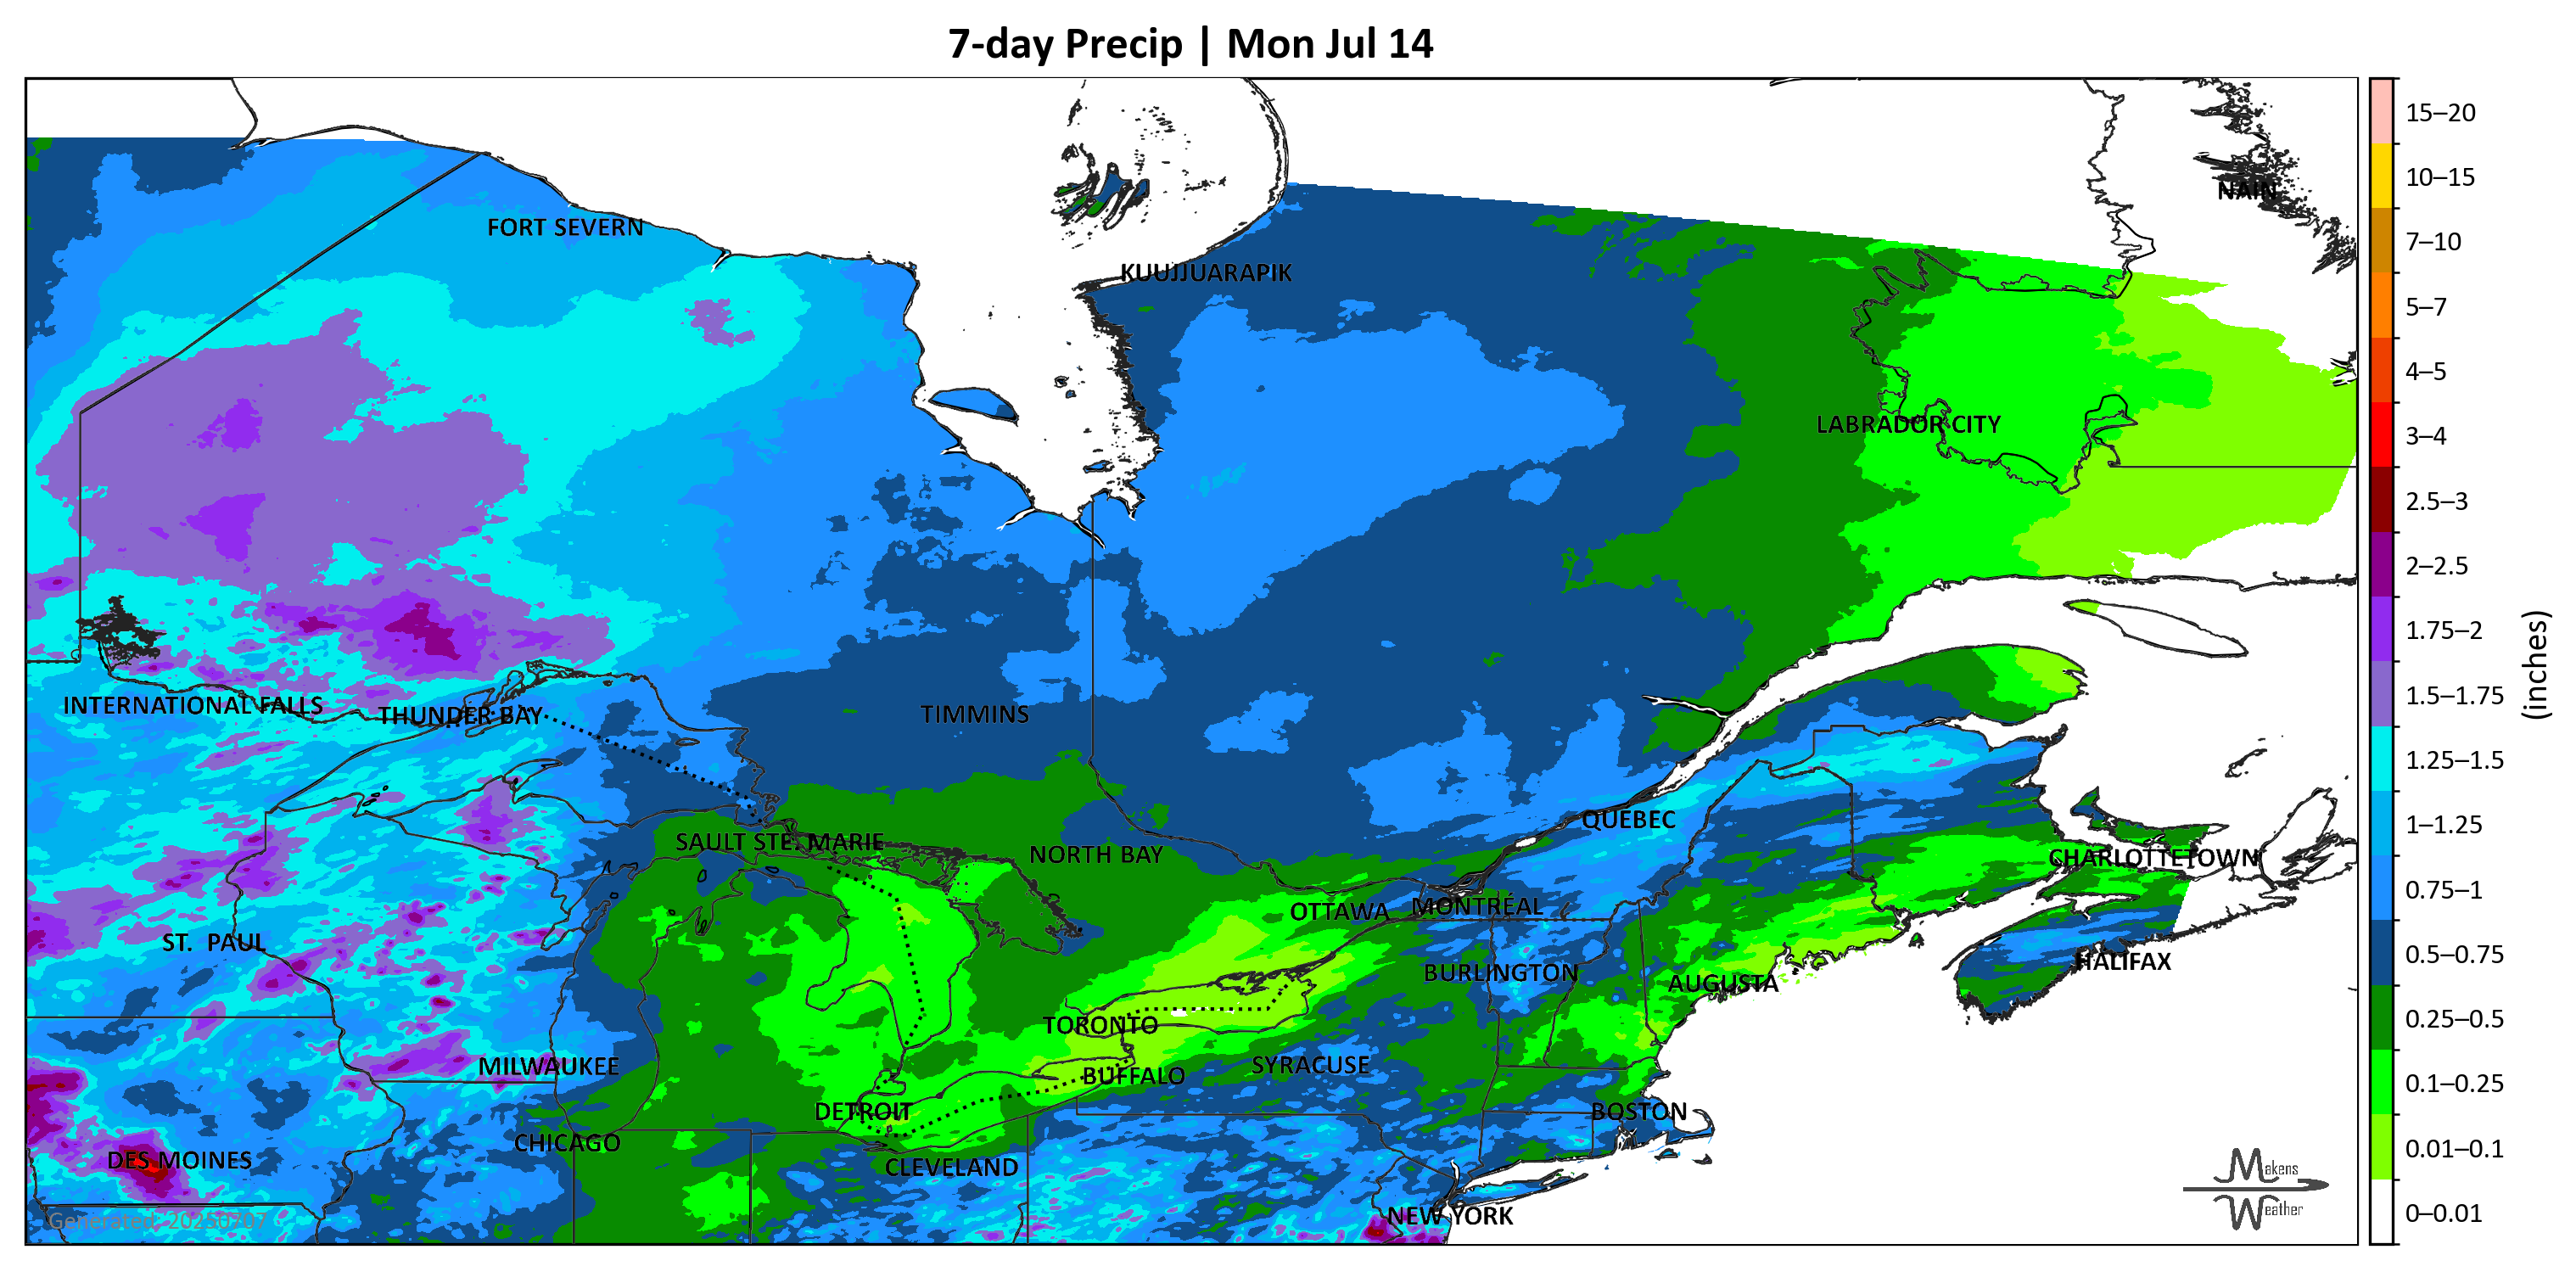 7-day Precip | Mon Jul 14
NAIN
FORT SEVERN
KUUJJUARAPIK
LABRADOR CITY
INTERNATIONAL FALLS
THUNDER BAY
TIMMINS
QUEBEC
SAULT STE. MARIE
NORTH BAY
CHARLOTTETOWN
OTTAWA
MONTREAL
ST. PAUL
BURLINGTON
HALIFAX
AUGUSTA
TORONTO
MILWAUKEE
SYRACUSE
BUFFALO
DETROIT
BOSTON
CHICAGO
DES MOINES
CLEVELAND
NEW YORK
Generated: 20250707
Makens
Weather
15–20
10–15
7–10
5–7
4–5
3–4
2.5–3
2–2.5
1.75–2
1.5–1.75
1.25–1.5
1–1.25
0.75–1
0.5–0.75
0.25–0.5
0.1–0.25
0.01–0.1
0–0.01
(inches)